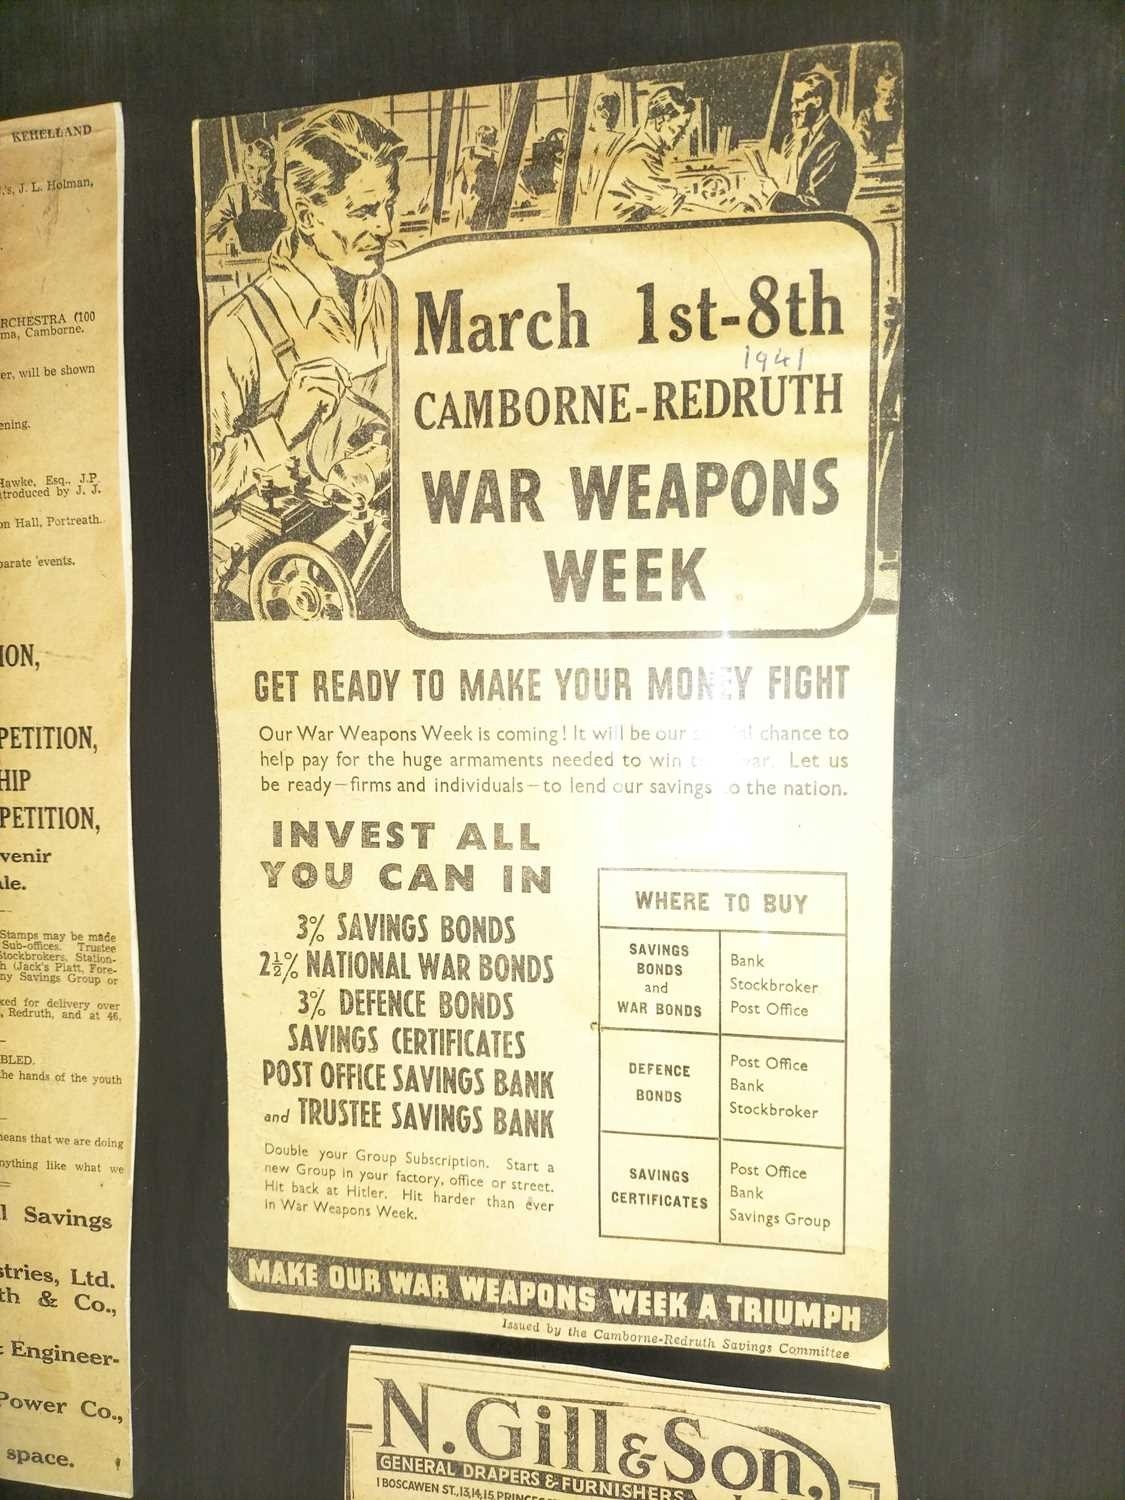 KEHELLAND
J. L. Holman,
RCHESTRA (100
ma, Camborne.
er, will be shown
ening.
Hawke, Esq., J.P.
troduced by J. J.
on Hall, Portreath.
parate events.
ION,
PETITION,
HIP
PETITION,
venir
le.
Stamps may be made
Sub-offices. Trustee
Stockbrokers, Station-
h (Jack's Platt, Fore-
ny Savings Group or
ked for delivery over
, Redruth, and at 46,
BLED.
he hands of the youth
eans that we are doing
nything like what we
l Savings
stries, Ltd.
th & Co.,
Engineer-
Power Co.,
space.
March 1st-8th
1941
CAMBORNE-REDRUTH
WAR WEAPONS
WEEK
GET READY TO MAKE YOUR MONEY FIGHT
Our War Weapons Week is coming! It will be our chance to
help pay for the huge armaments needed to win war. Let us
be ready—firms and individuals—to lend our savings to the nation.
INVEST ALL
YOU CAN IN
3% SAVINGS BONDS
2½% NATIONAL WAR BONDS
3% DEFENCE BONDS
SAVINGS CERTIFICATES
POST OFFICE SAVINGS BANK
and TRUSTEE SAVINGS BANK
Double your Group Subscription. Start a
new Group in your factory, office or street.
Hit back at Hitler. Hit harder than ever
in War Weapons Week.
WHERE TO BUY
SAVINGS
BONDS
and
WAR BONDS
Bank
Stockbroker
Post Office
DEFENCE
BONDS
Post Office
Bank
Stockbroker
SAVINGS
CERTIFICATES
Post Office
Bank
Savings Group
MAKE OUR WAR WEAPONS WEEK A TRIUMPH
Issued by the Camborne-Redruth Savings Committee
N. Gill & Son,
GENERAL DRAPERS & FURNISHERS
1 BOSCAWEN ST., 13, 14, 15